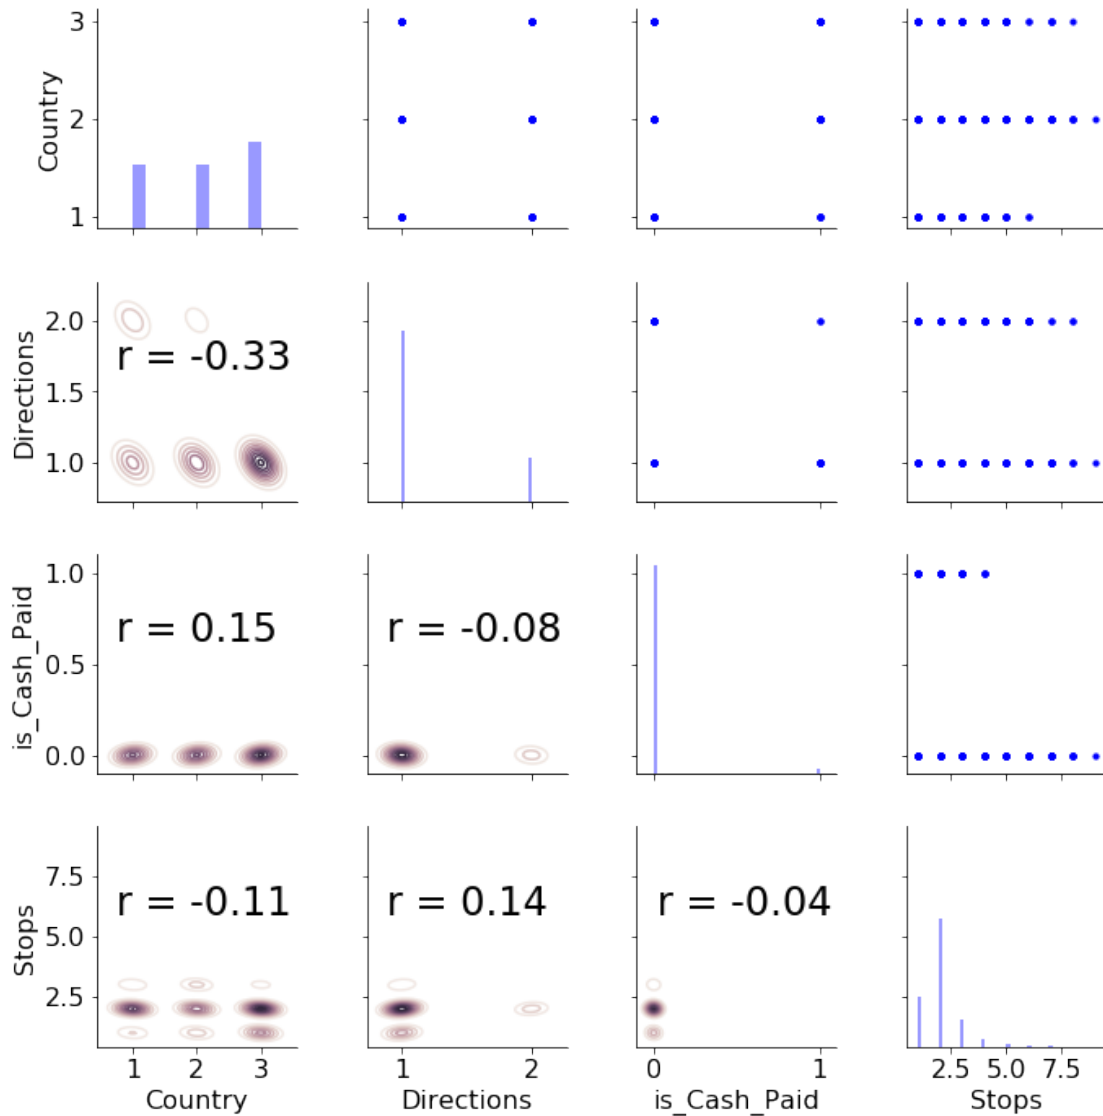 3
Country
2
1
2.0
Directions
r = -0.33
1.5
1.0
1.0
is_Cash_Paid
r = 0.15
r = -0.08
0.5
0.0
7.5
r = -0.11
r = 0.14
r = -0.04
Stops
5.0
2.5
1 2 3
1 2
0 1
2.5 5.0 7.5
Country
Directions
is_Cash_Paid
Stops